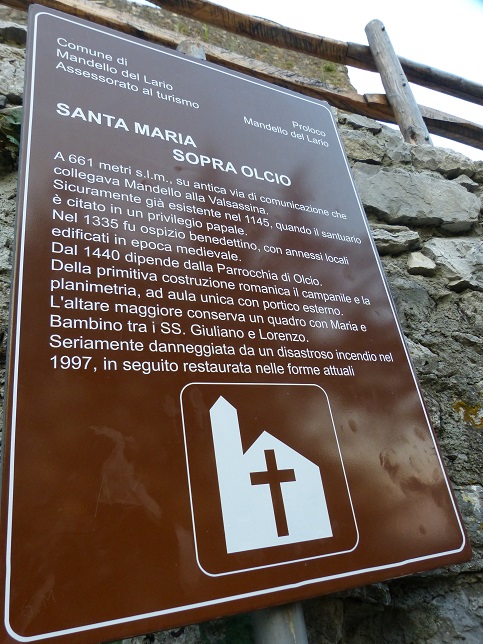 Comune di
Mandello del Lario
Assessorato al turismo
Proloco
Mandello del Lario
SANTA MARIA
SOPRA OLCIO
A 661 metri s.l.m., su antica via di comunicazione che
collegava Mandello alla Valsassina.
Sicuramente già esistente nel 1145, quando il santuario
è citato in un privilegio papale.
Nel 1335 fu ospizio benedettino, con annessi locali
edificati in epoca medievale.
Dal 1440 dipende dalla Parrocchia di Olcio.
Della primitiva costruzione romanica il campanile e la
planimetria, ad aula unica con portico esterno.
L'altare maggiore conserva un quadro con Maria e
Bambino tra i SS. Giuliano e Lorenzo.
Seriamente danneggiata da un disastroso incendio nel
1997, in seguito restaurata nelle forme attuali